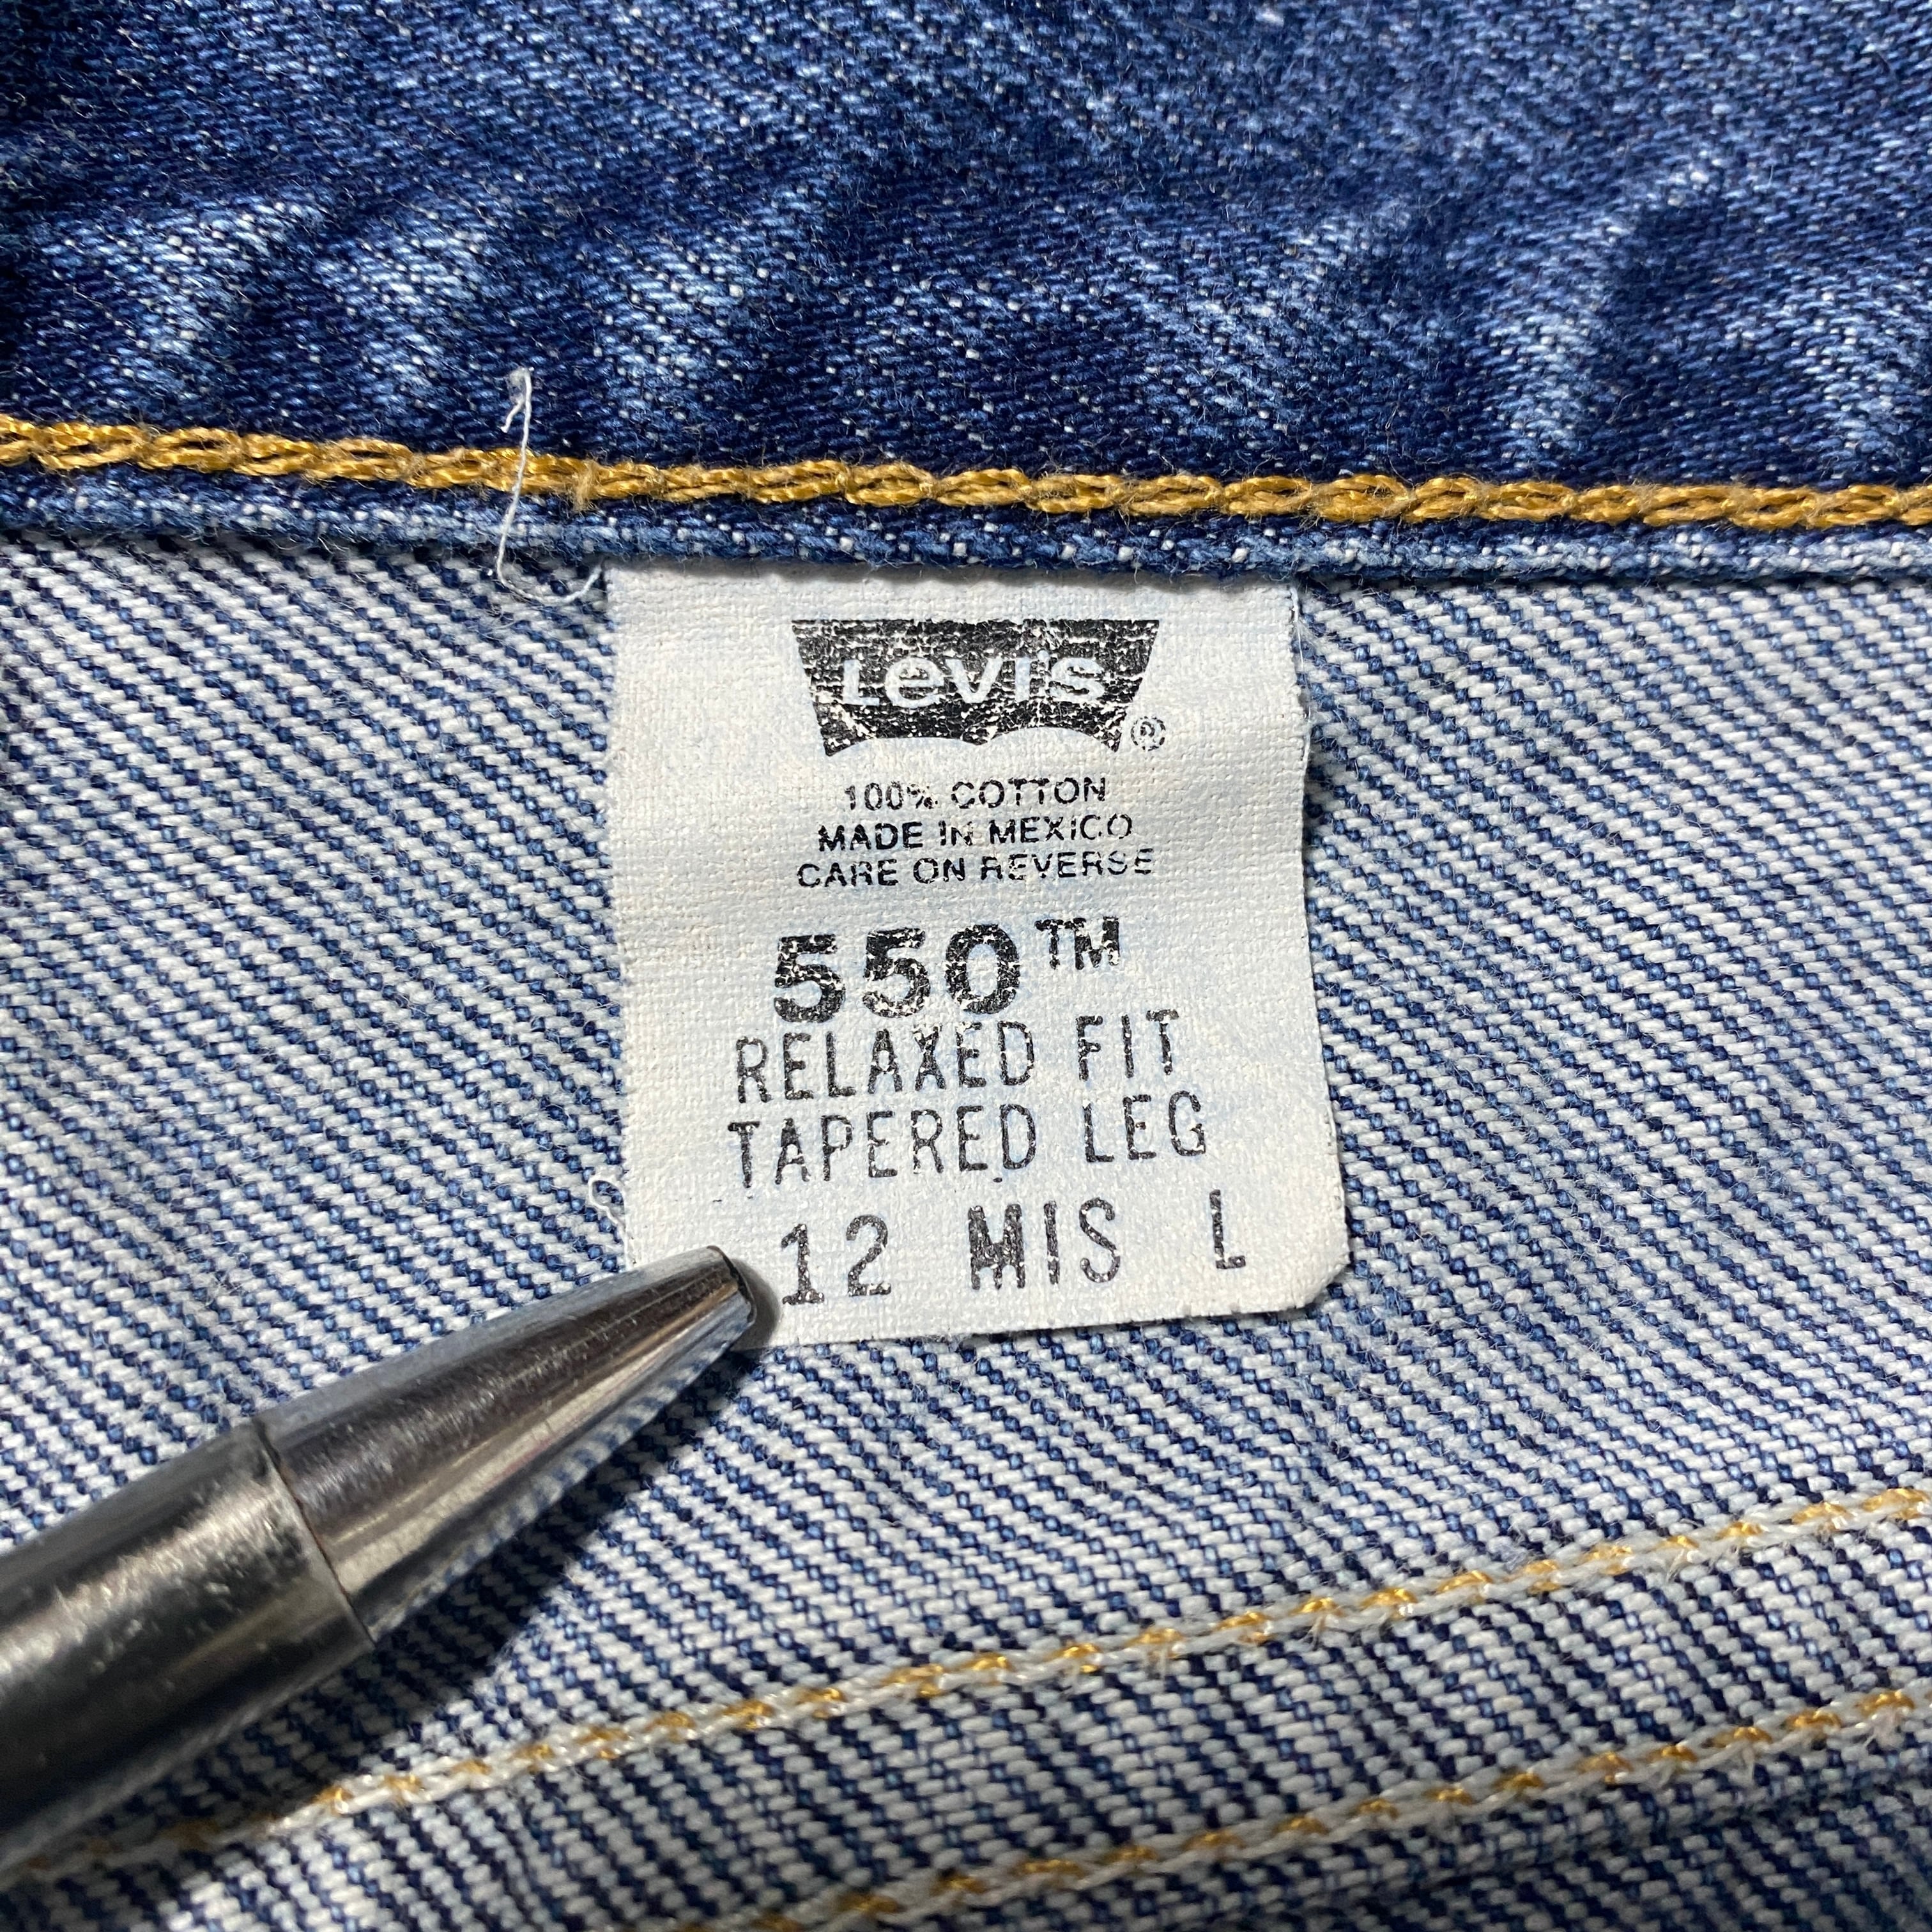 Levi's ®
100% COTTON
MADE IN MEXICO
CARE ON REVERSE
550™
RELAXED FIT
TAPERED LEG
12 MIS L